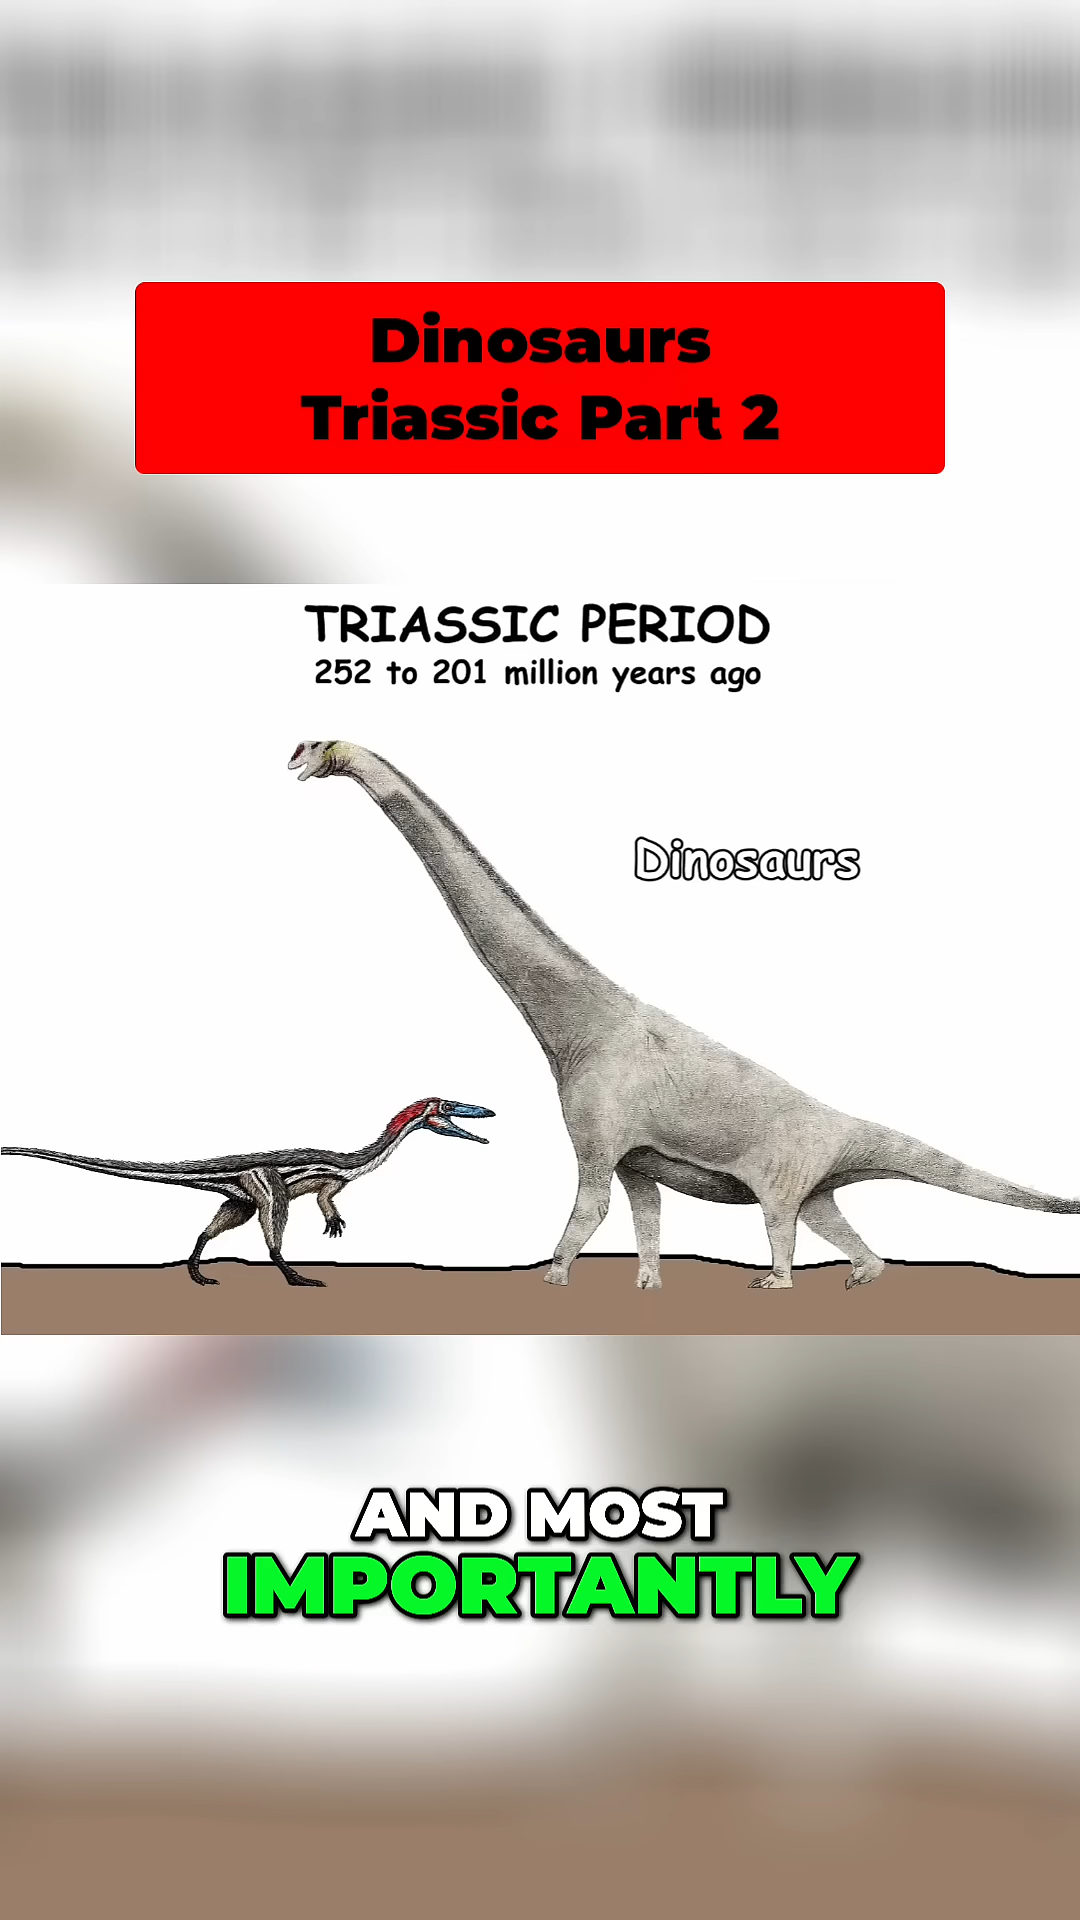 Dinosaurs
Triassic Part 2
TRIASSIC PERIOD
252 to 201 million years ago
Dinosaurs
AND MOST
IMPORTANTLY